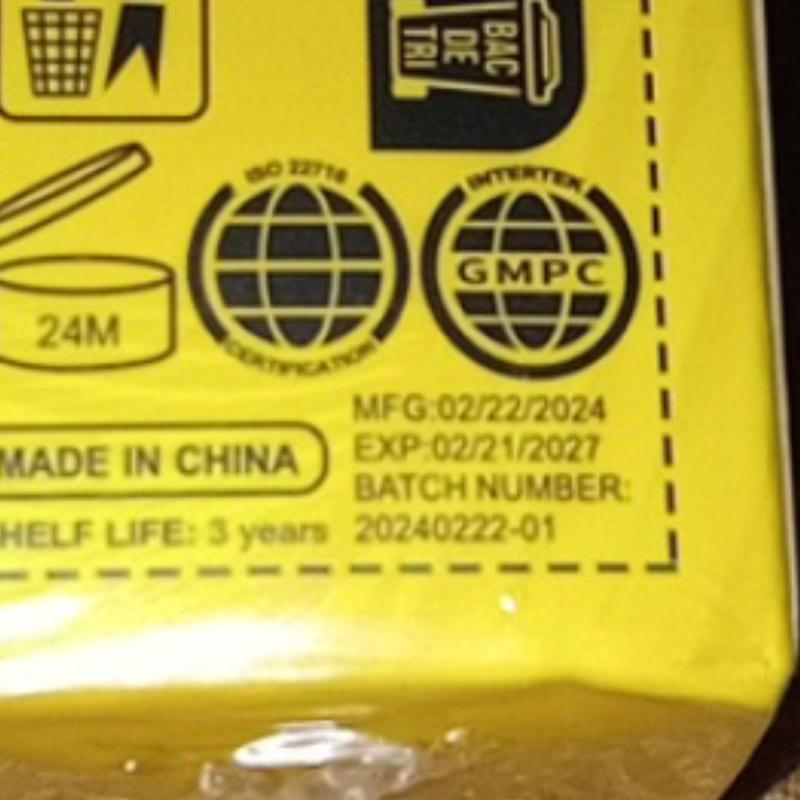 BAC
DE
TRI
ISO 22716
CERTIFICATION
INTERTEK
GMPC
24M
MFG:02/22/2024
EXP:02/21/2027
BATCH NUMBER:
20240222-01
MADE IN CHINA
HELF LIFE: 3 years